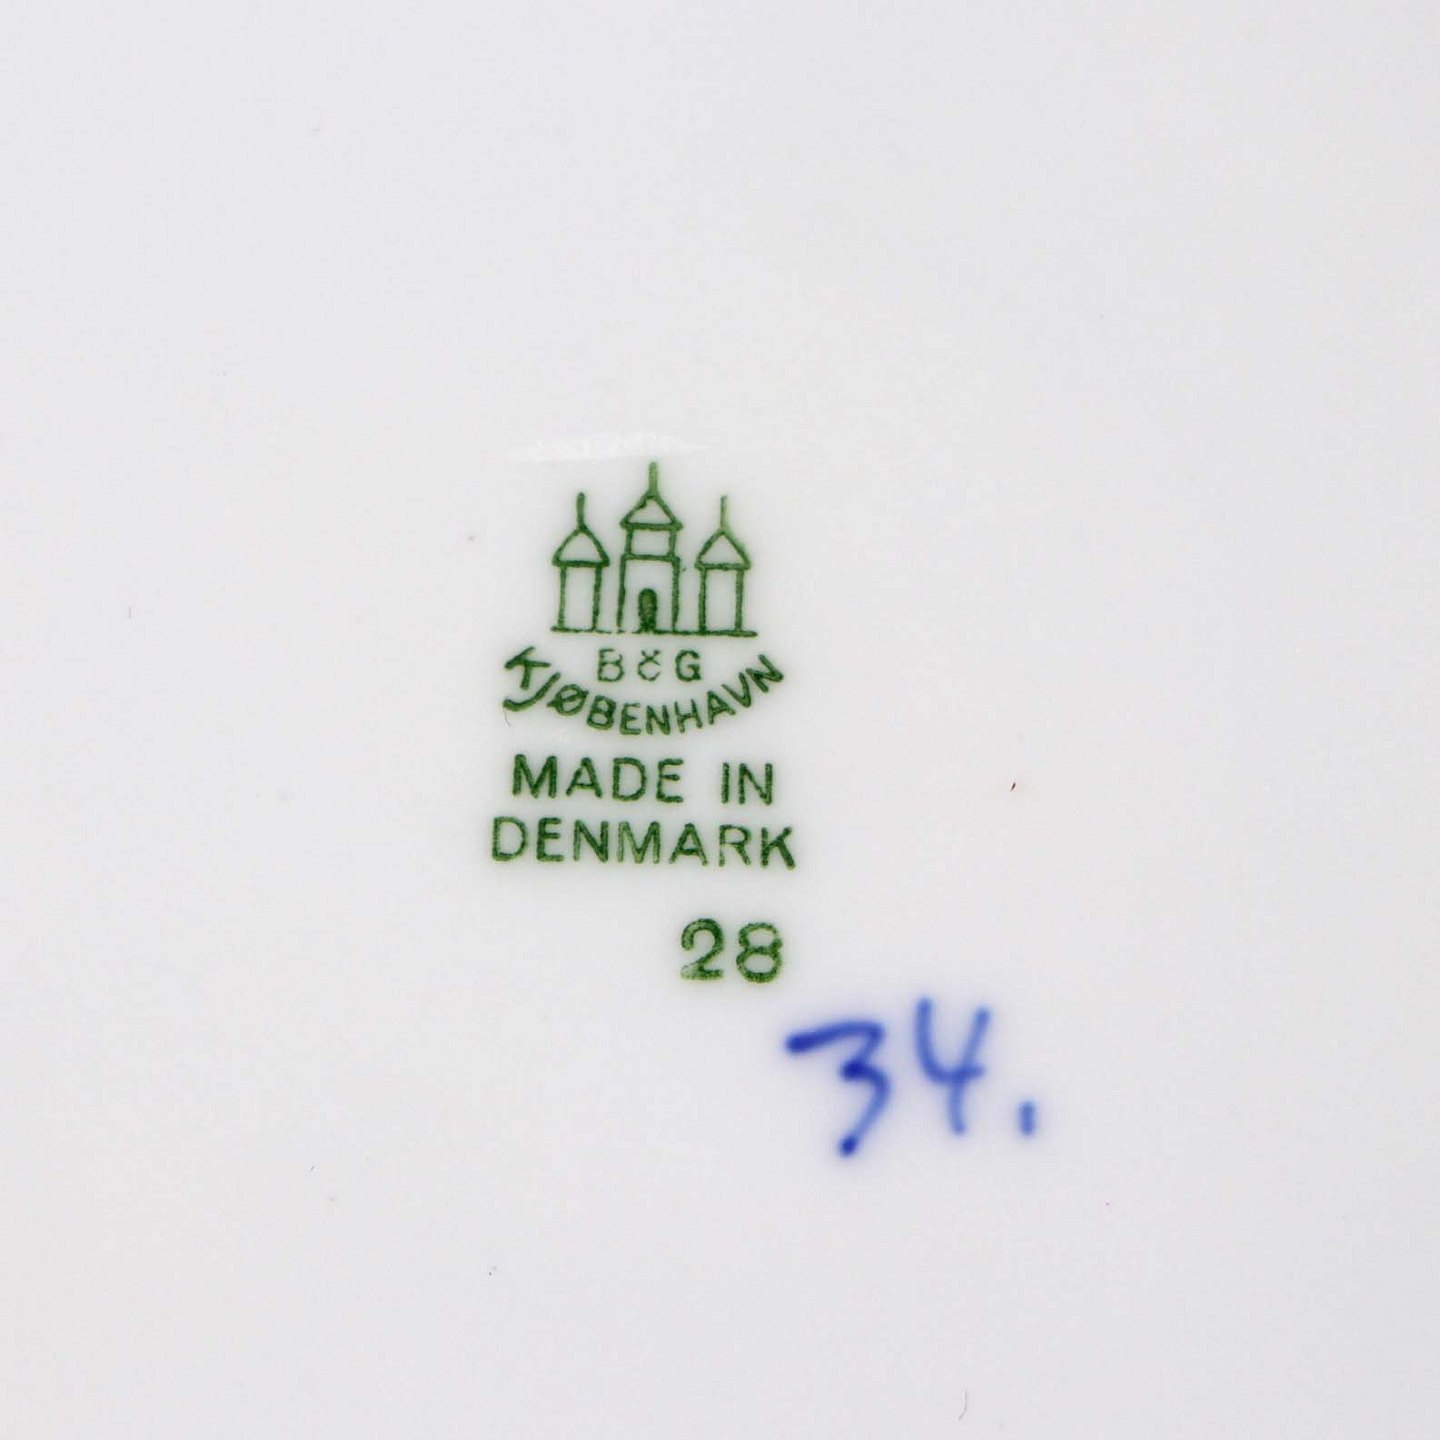 B&G
KJØBENHAVN
MADE IN
DENMARK
28
34.